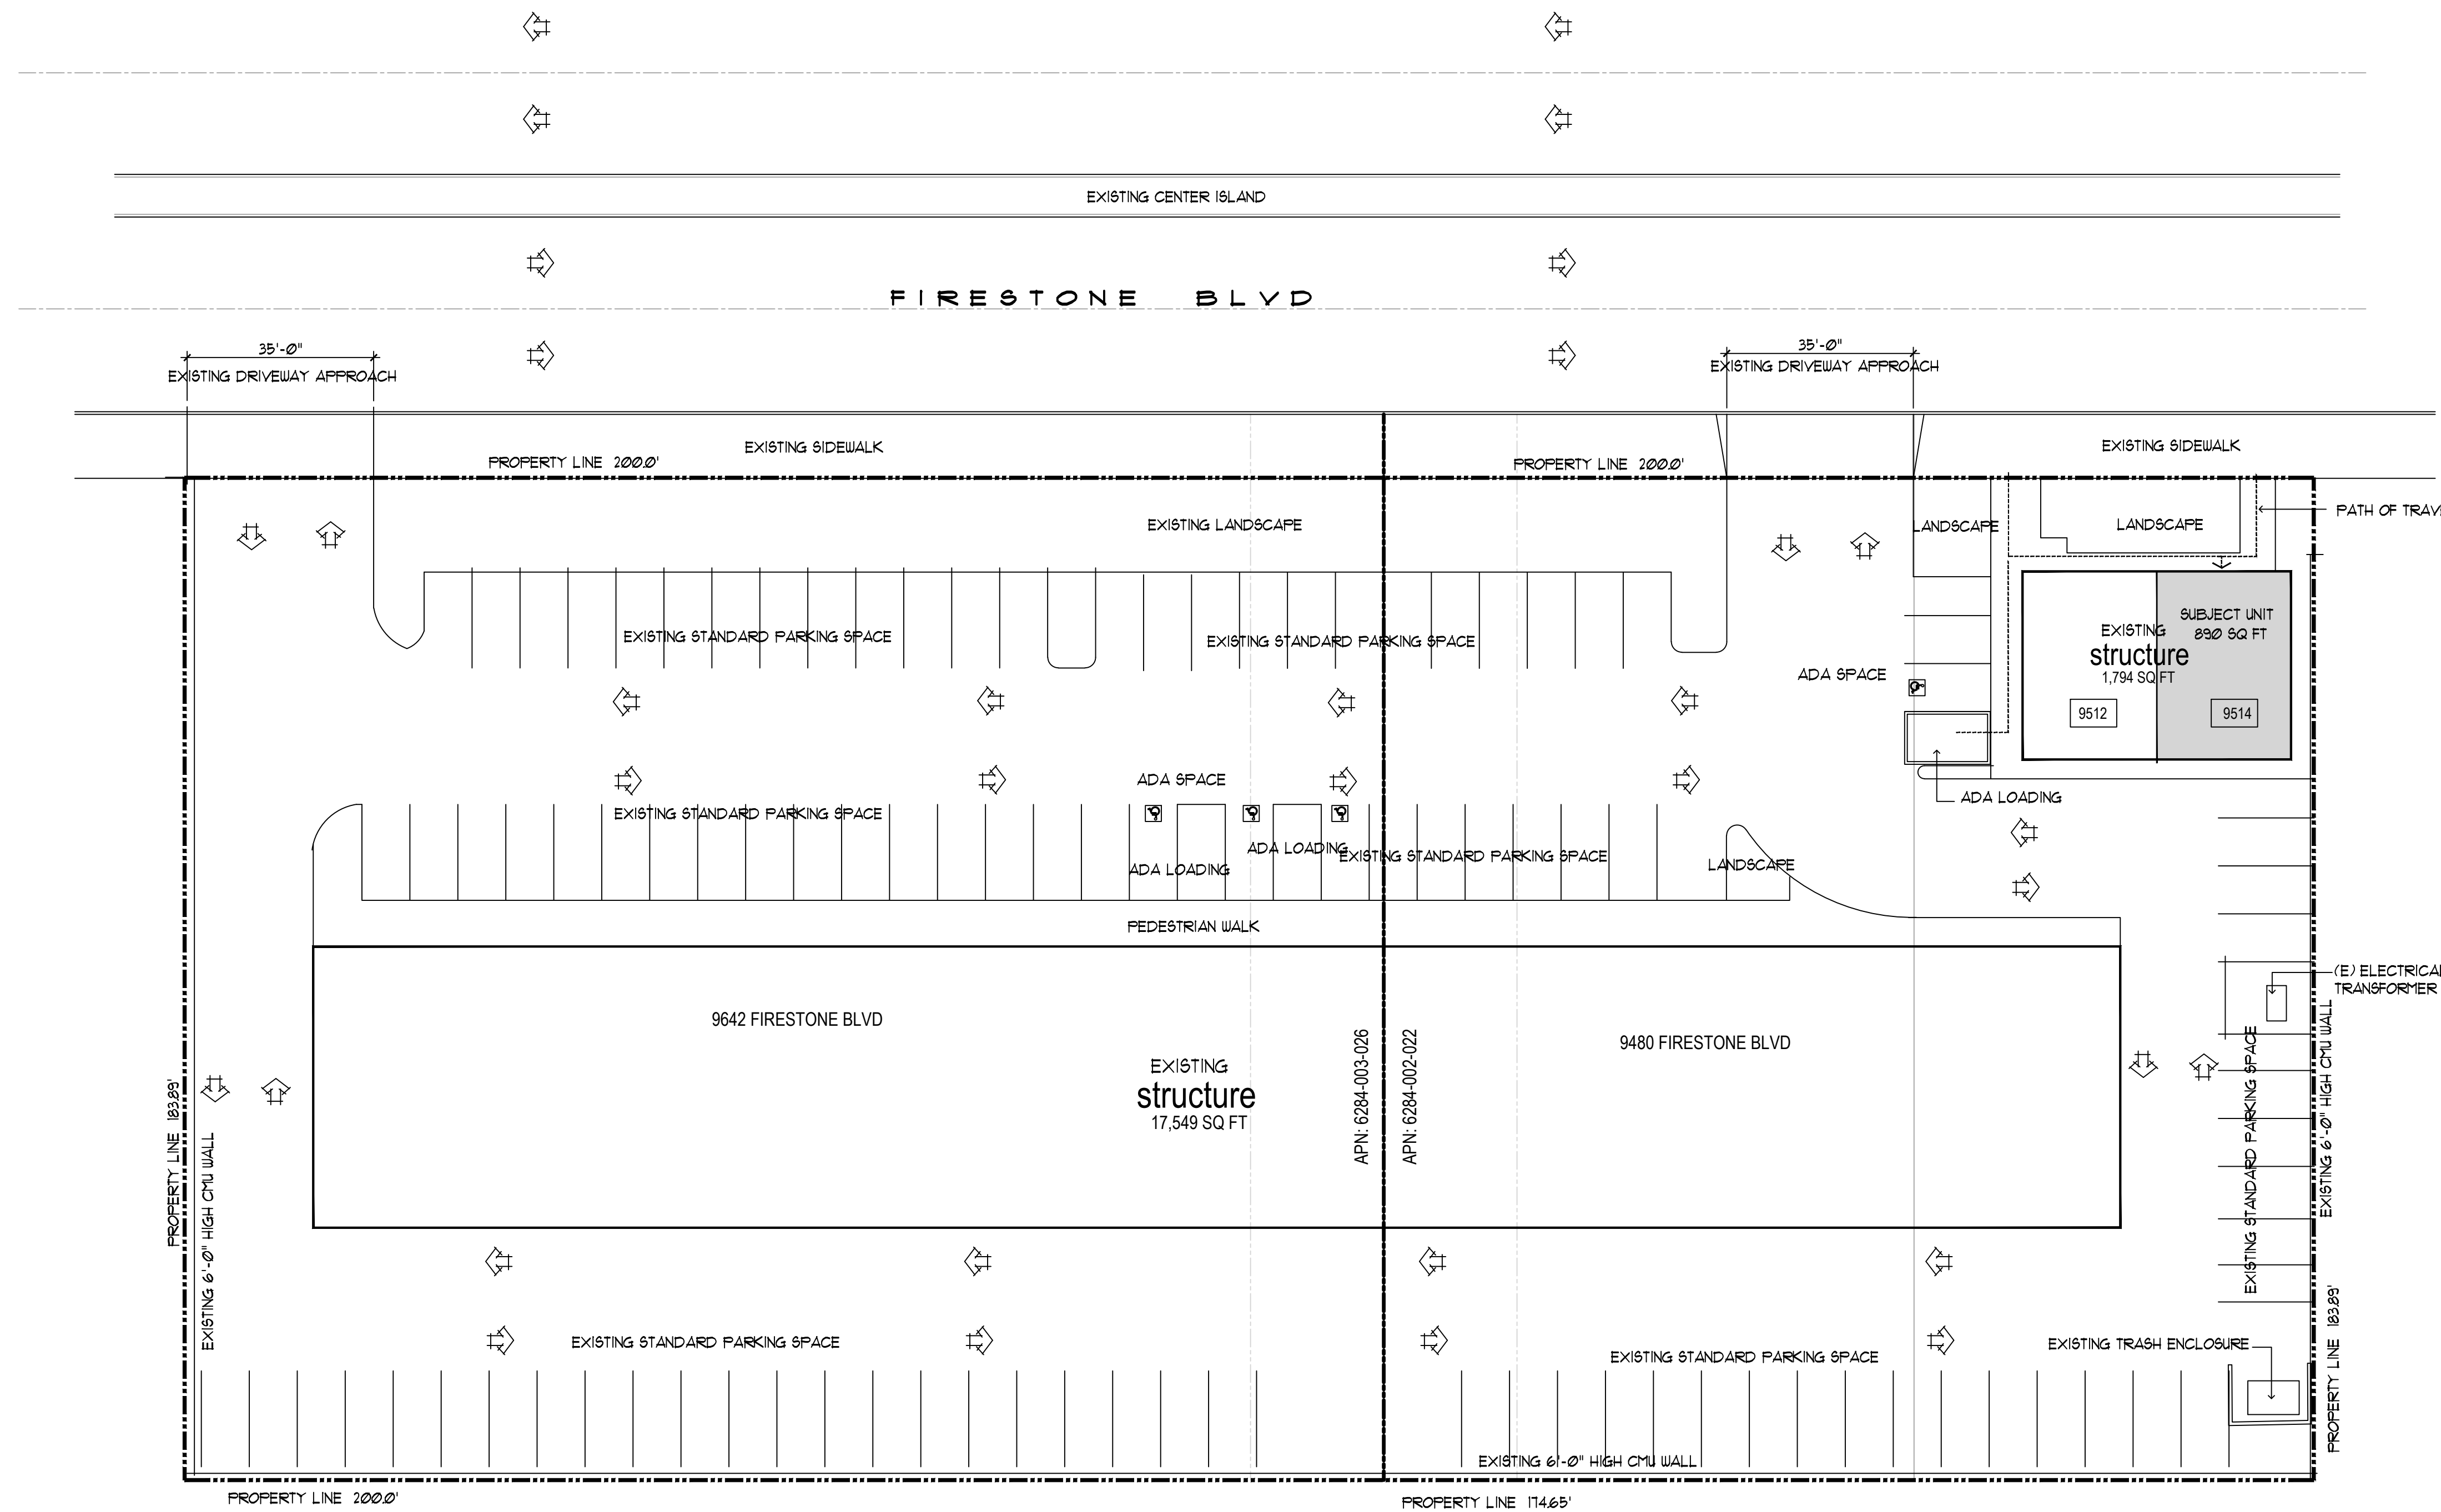 EXISTING CENTER ISLAND
FIRESTONE BLVD
35'-0"
EXISTING DRIVEWAY APPROACH
35'-0"
EXISTING DRIVEWAY APPROACH
EXISTING SIDEWALK
EXISTING SIDEWALK
PROPERTY LINE 200.0'
PROPERTY LINE 200.0'
EXISTING LANDSCAPE
LANDSCAPE
LANDSCAPE
PATH OF
EXISTING STANDARD PARKING SPACE
EXISTING STANDARD PARKING SPACE
SUBJECT UNIT
890 SQ FT
EXISTING
structure
1,794 SQ FT
9512
9514
ADA SPACE
ADA SPACE
ADA LOADING
EXISTING STANDARD PARKING SPACE
ADA LOADING
EXISTING STANDARD PARKING SPACE
ADA LOADING
LANDSCAPE
PEDESTRIAN WALK
(E) ELECTRICAL
TRANSFORMER
9642 FIRESTONE BLVD
9480 FIRESTONE BLVD
EXISTING
structure
17,549 SQ FT
APN: 6284-003-026
APN: 6284-002-022
PROPERTY LINE 183.89'
EXISTING 6'-0" HIGH CMU WALL
EXISTING STANDARD PARKING SPACE
EXISTING 6'-0" HIGH CMU WALL
PROPERTY LINE 183.89'
EXISTING STANDARD PARKING SPACE
EXISTING STANDARD PARKING SPACE
EXISTING TRASH ENCLOSURE
EXISTING 6'-0" HIGH CMU WALL
PROPERTY LINE 200.0'
PROPERTY LINE 174.65'